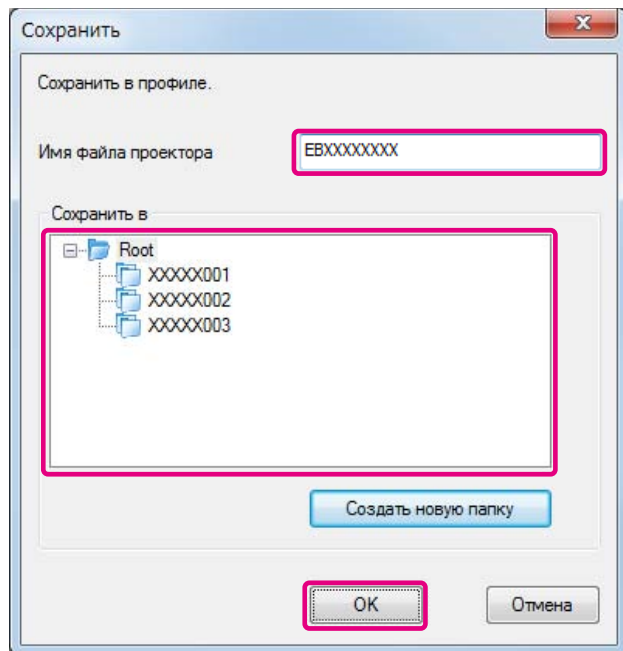 Сохранить
Сохранить в профиле.
Имя файла проектора EBXXXXXXXX
Сохранить в
Root
XXXXX001
XXXXX002
XXXXX003
Создать новую папку
OK Отмена